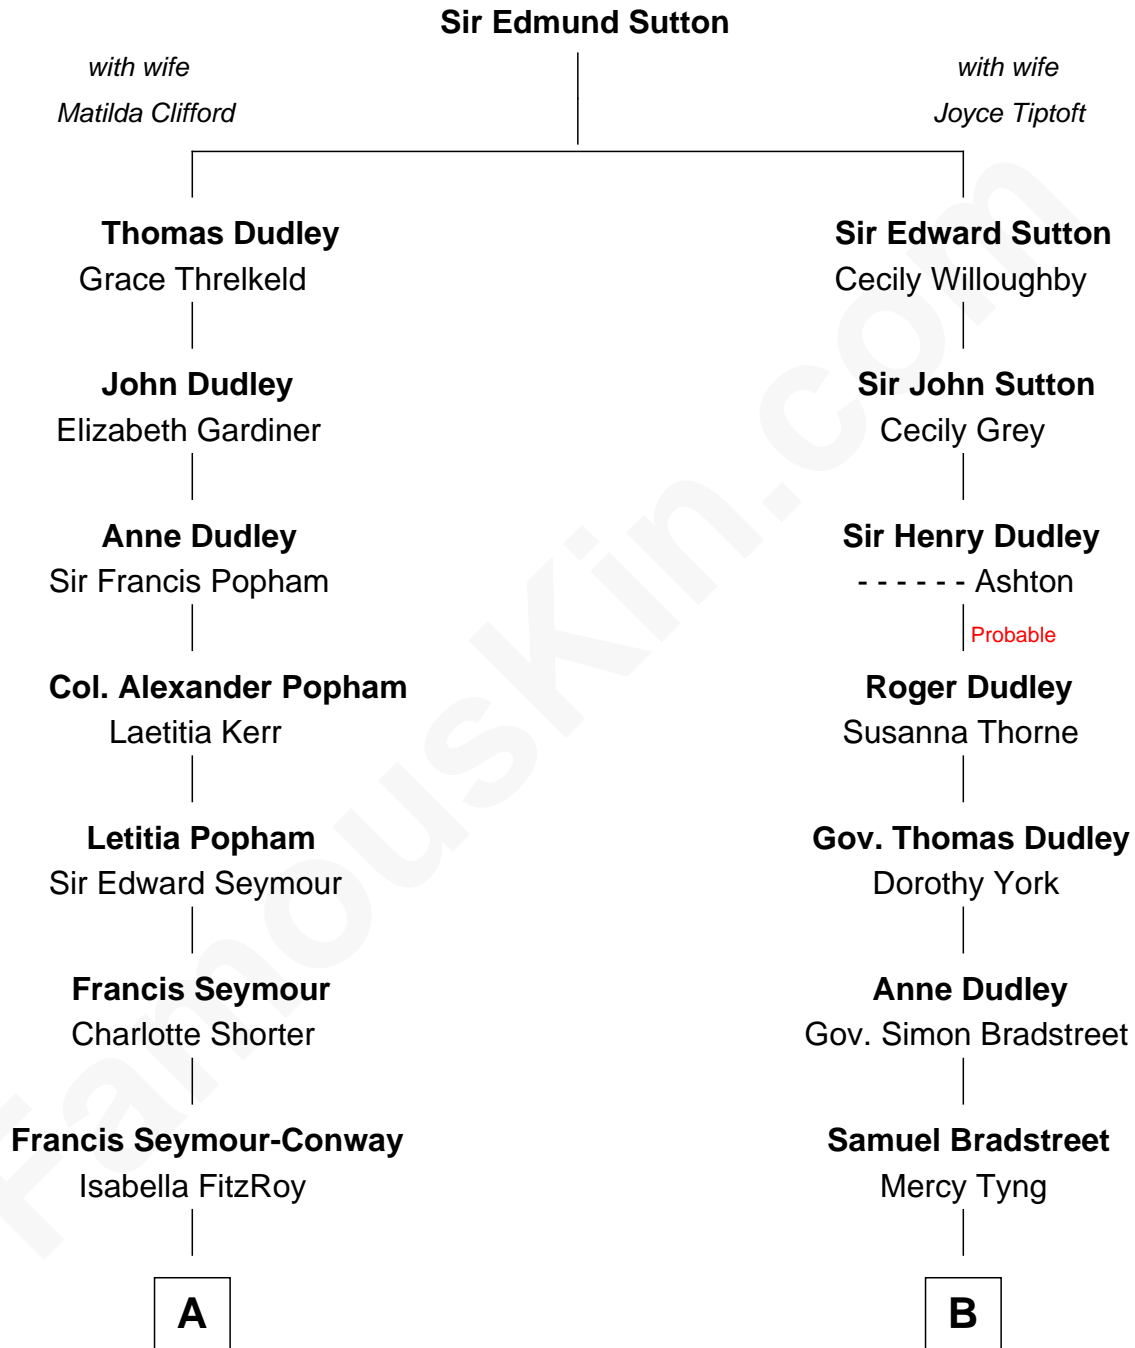 Sir Edmund Sutton
with wife
Matilda Clifford
with wife
Joyce Tiptoft
Thomas Dudley
Grace Threlkeld
Sir Edward Sutton
Cecily Willoughby
John Dudley
Elizabeth Gardiner
Sir John Sutton
Cecily Grey
Anne Dudley
Sir Francis Popham
Sir Henry Dudley
- - - - - - Ashton
Probable
Col. Alexander Popham
Laetitia Kerr
Roger Dudley
Susanna Thorne
Letitia Popham
Sir Edward Seymour
Gov. Thomas Dudley
Dorothy York
Francis Seymour
Charlotte Shorter
Anne Dudley
Gov. Simon Bradstreet
Francis Seymour-Conway
Isabella FitzRoy
Samuel Bradstreet
Mercy Tyng
A
B
FamousKin.com